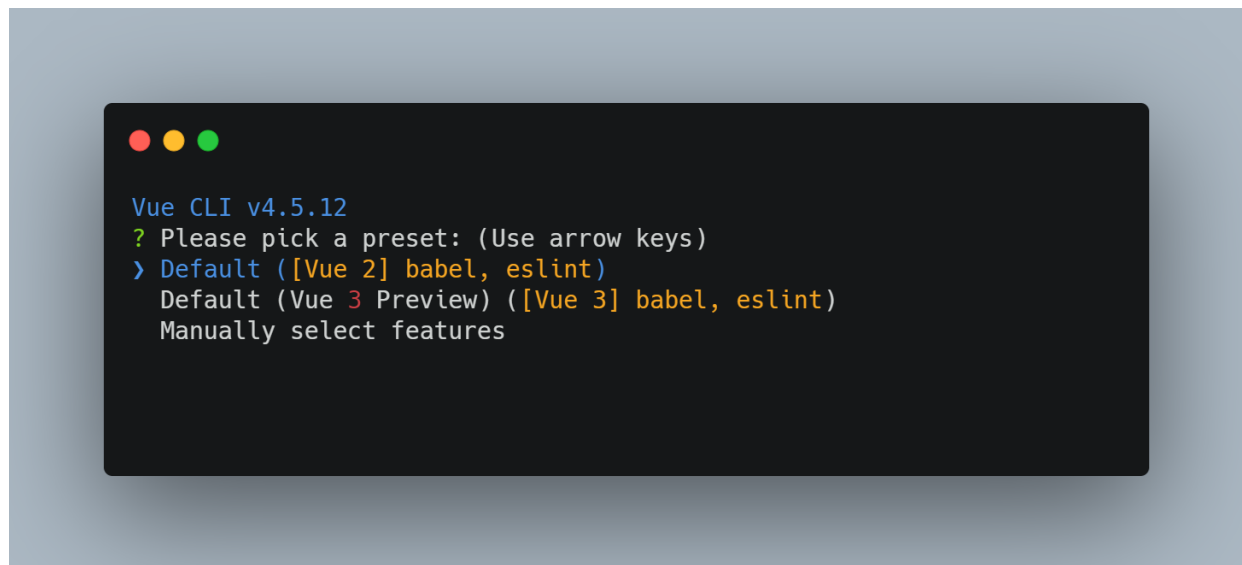 Vue CLI v4.5.12
? Please pick a preset: (Use arrow keys)
❯ Default ([Vue 2] babel, eslint)
  Default (Vue 3 Preview) ([Vue 3] babel, eslint)
  Manually select features